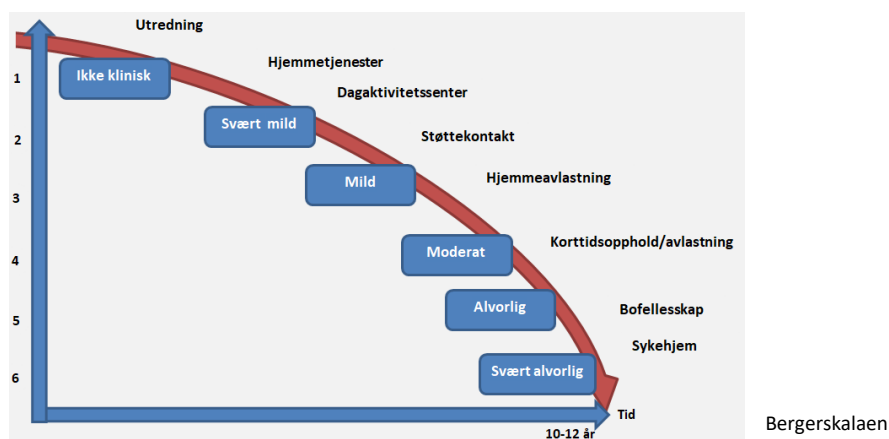 Utredning
1
Ikke klinisk
Hjemmetjenester
Dagaktivitetssenter
2
Svært mild
Støttekontakt
3
Mild
Hjemmeavlastning
4
Moderat
Korttidsopphold/avlastning
5
Alvorlig
Bofellesskap
Sykehjem
6
Svært alvorlig
Tid
10-12 år
Bergerskalaen